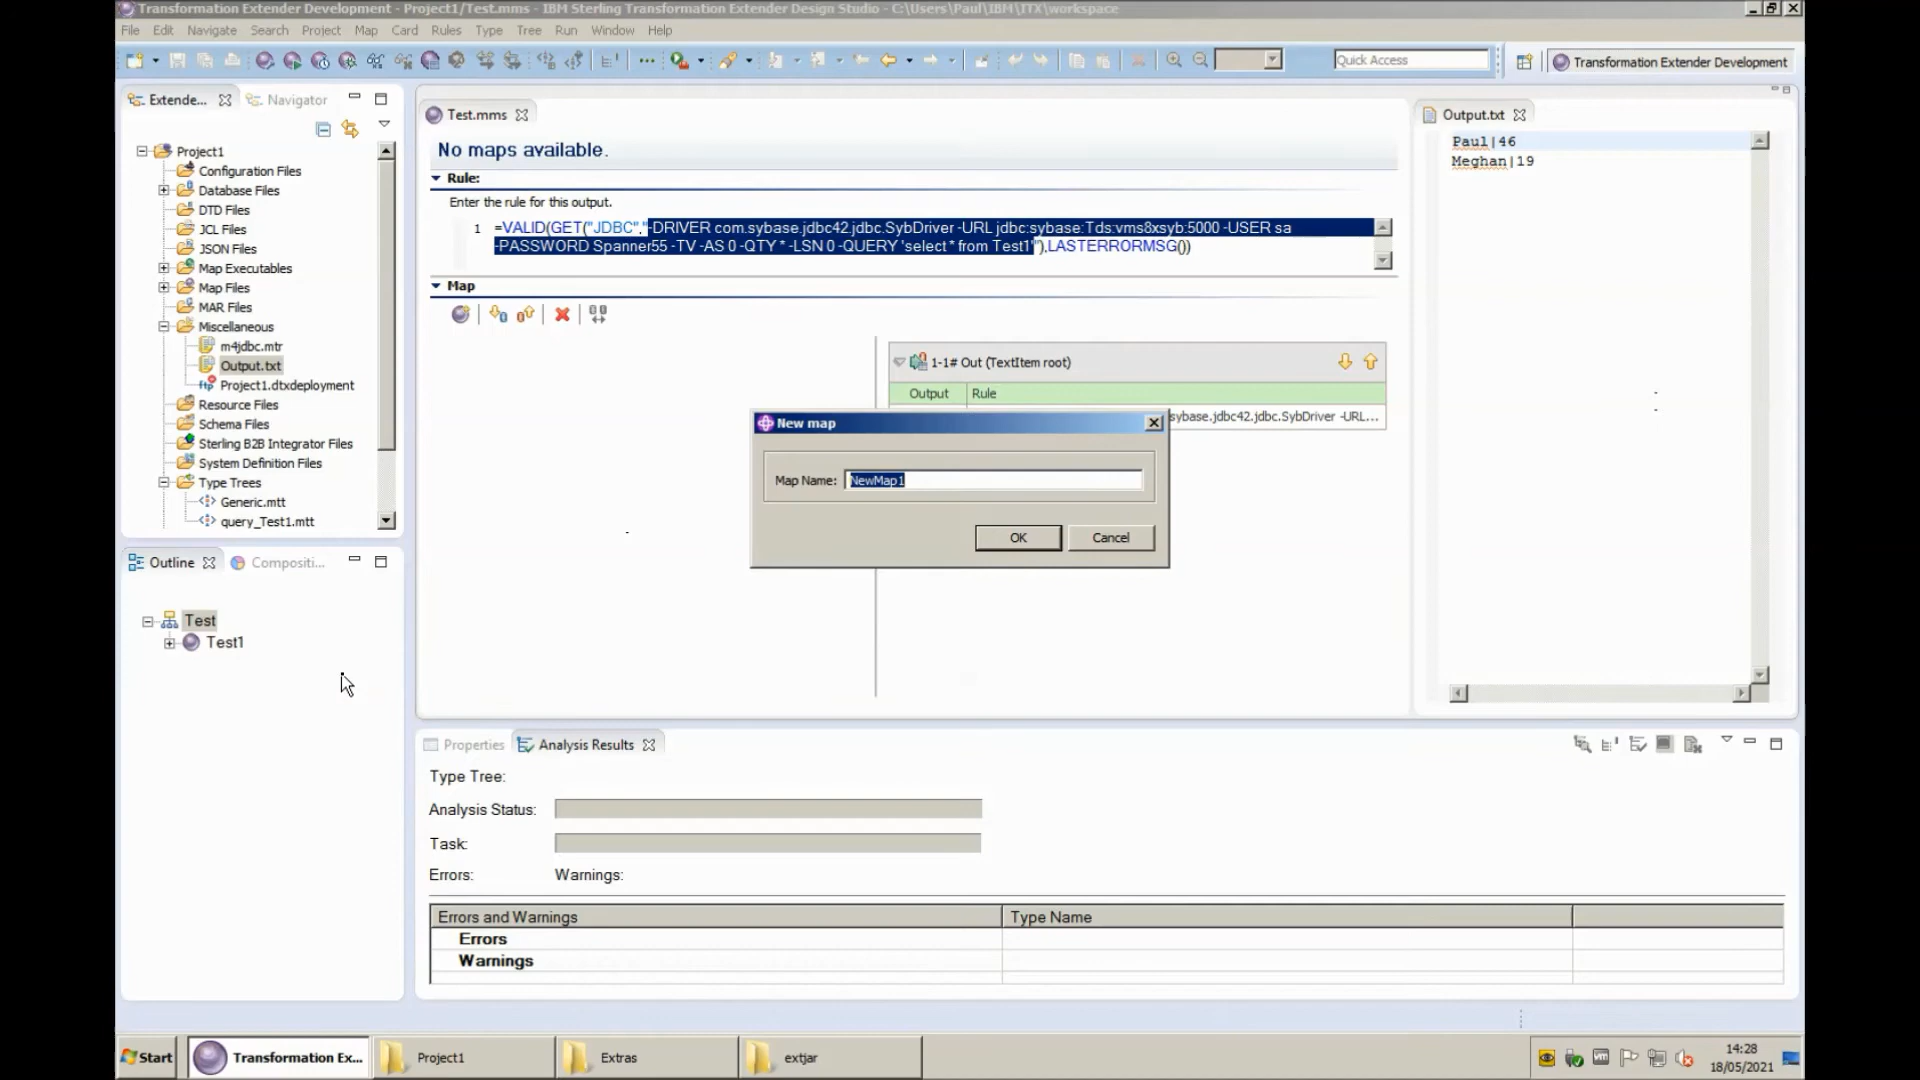 Transformation Extender Development - Project1/Test.mms - IBM Sterling Transformation Extender Design Studio - C:\Users\Paul\IBM\ITX\workspace
File Edit Navigate Search Project Map Card Rules Type Tree Run Window Help
Quick Access
Transformation Extender Development
Extende...
Navigator
Project1
Configuration Files
Database Files
DTD Files
JCL Files
JSON Files
Map Executables
Map Files
MAR Files
Miscellaneous
m4jdbc.mtr
Output.txt
Project1.dtxdeployment
Resource Files
Schema Files
Sterling B2B Integrator Files
System Definition Files
Type Trees
Generic.mtt
query_Test1.mtt
Outline
Compositi...
Test
Test1
Test.mms
No maps available.
Rule:
Enter the rule for this output.
1 =VALID(GET("JDBC","-DRIVER com.sybase.jdbc42.jdbc.SybDriver -URL jdbc:sybase:Tds:vms8xsyb:5000 -USER sa
-PASSWORD Spanner55 -TV -AS 0 -QTY * -LSN 0 -QUERY 'select * from Test1'"),LASTERRORMSG())
Map
1-1# Out (TextItem root)
Output Rule
sybase.jdbc42.jdbc.SybDriver -URL...
New map
Map Name: NewMap1
OK Cancel
Output.txt
Paul|46
Meghan|19
Properties
Analysis Results
Type Tree:
Analysis Status:
Task:
Errors: Warnings:
Errors and Warnings Type Name
Errors
Warnings
Start
Transformation Ex...
Project1
Extras
extjar
14:28
18/05/2021